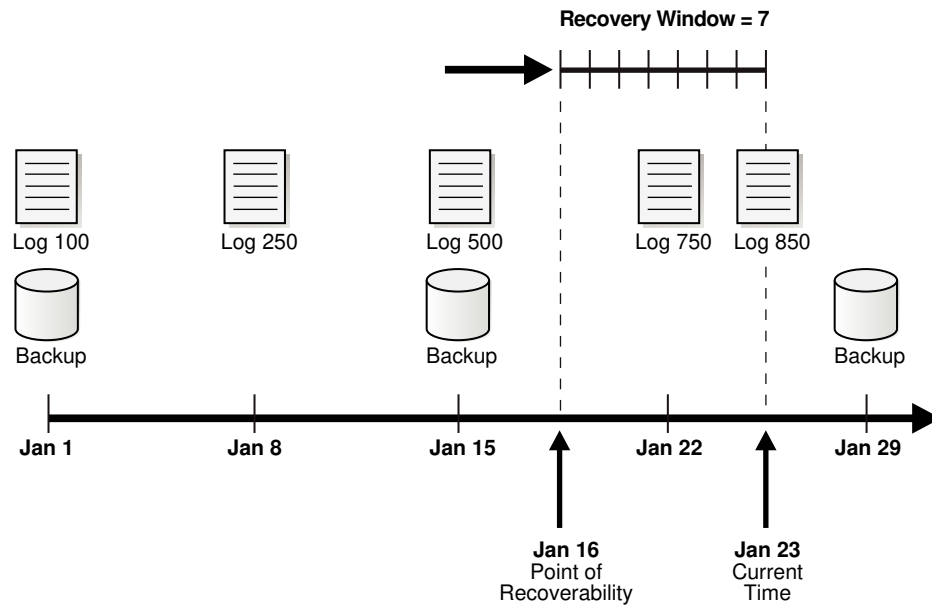 Recovery Window = 7
Log 100
Log 250
Log 500
Log 750
Log 850
Backup
Backup
Backup
Jan 1
Jan 8
Jan 15
Jan 22
Jan 29
Jan 16
Point of
Recoverability
Jan 23
Current
Time